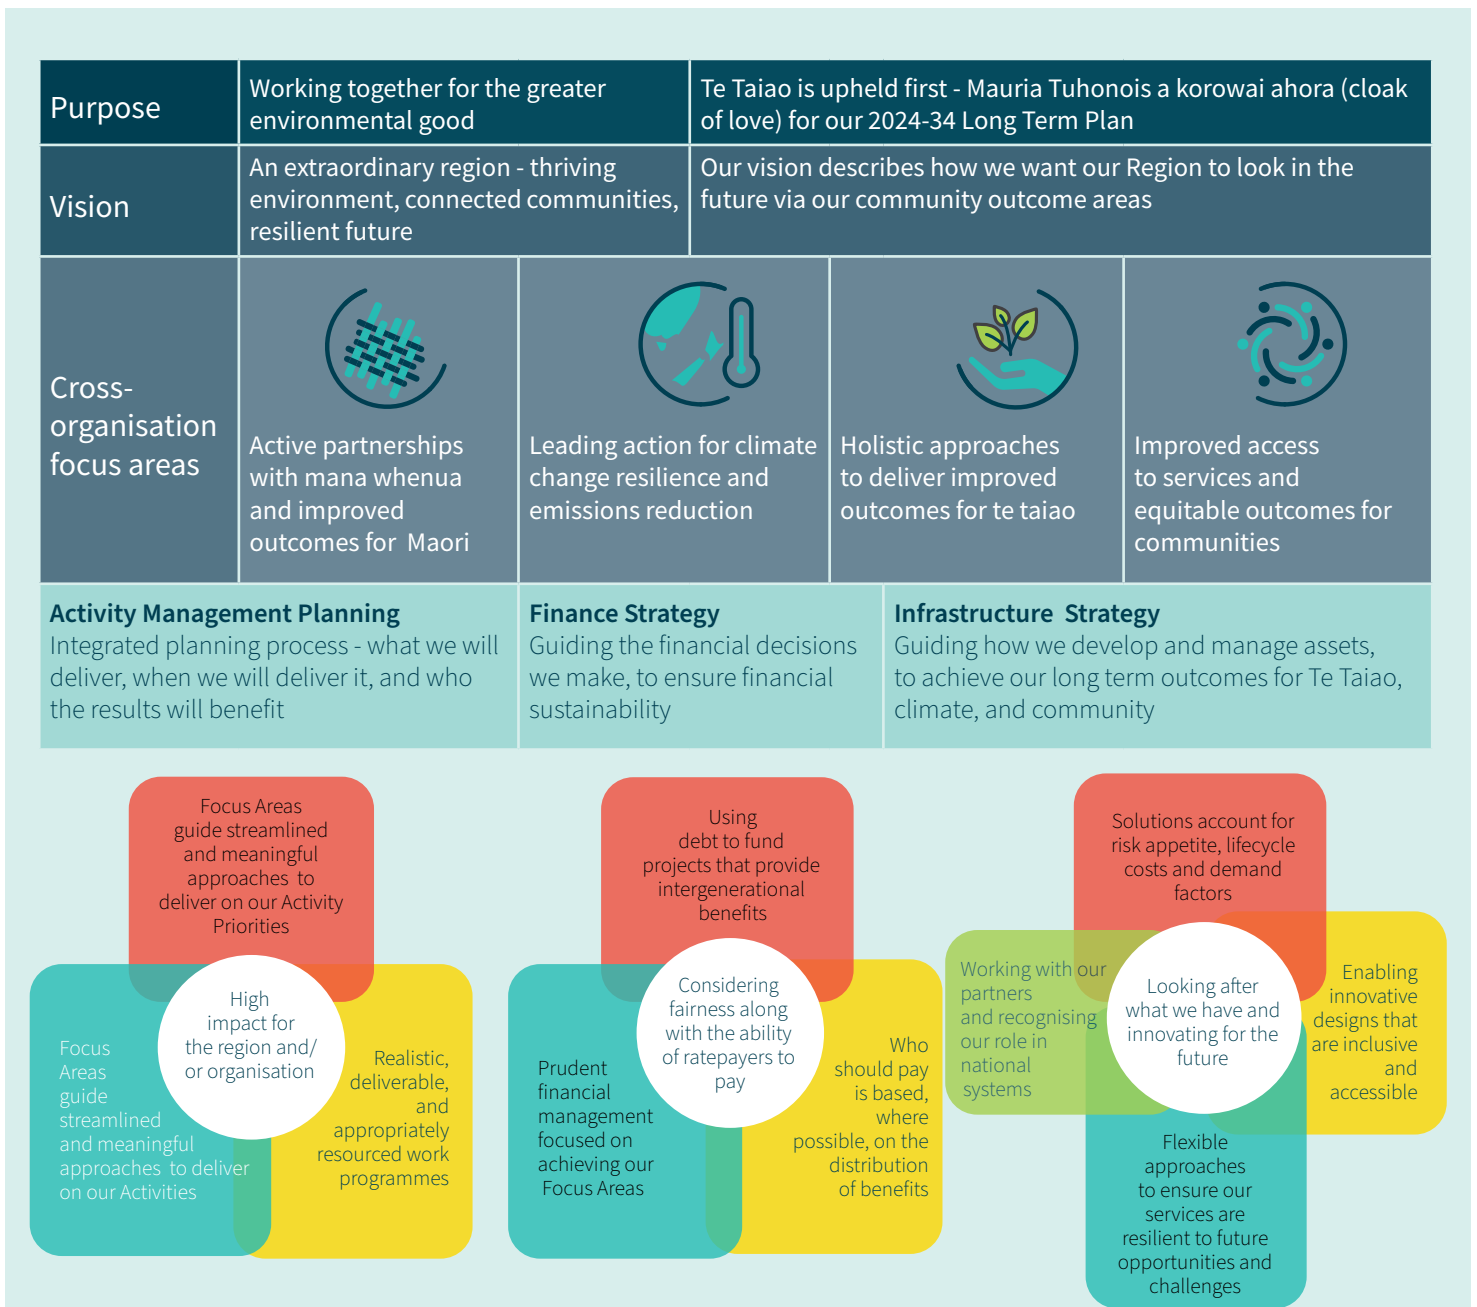 Purpose
Working together for the greater
environmental good
Te Taiao is upheld first - Mauria Tuhonois a korowai ahora (cloak
of love) for our 2024-34 Long Term Plan
Vision
An extraordinary region - thriving
environment, connected communities,
resilient future
Our vision describes how we want our Region to look in the
future via our community outcome areas
Cross-
organisation
focus areas
Active partnerships
with mana whenua
and improved
outcomes for  Maori
Leading action for climate
change resilience and
emissions reduction
Holistic approaches
to deliver improved
outcomes for te taiao
Improved access
to services and
equitable outcomes for
communities
Activity Management Planning
Integrated planning process - what we will
deliver, when we will deliver it, and who
the results will benefit
Finance Strategy
Guiding the financial decisions
we make, to ensure financial
sustainability
Infrastructure  Strategy
Guiding how we develop and manage assets,
to achieve our long term outcomes for Te Taiao,
climate, and community
Focus Areas
guide streamlined
and meaningful
approaches  to
deliver on our Activity
Priorities
High
impact for
the region and/
or organisation
Focus
Areas
guide
streamlined
and meaningful
approaches  to deliver
on our Activities
Realistic,
deliverable,
and
appropriately
resourced work
programmes
Using
debt to fund
projects that provide
intergenerational
benefits
Considering
fairness along
with the ability
of ratepayers to
pay
Prudent
financial
management
focused on
achieving our
Focus Areas
Who
should pay
is based,
where
possible, on the
distribution
of benefits
Solutions account for
risk appetite, lifecycle
costs and demand
factors
Working with our
partners
and recognising
our role in
national
systems
Looking after
what we have and
innovating for the
future
Enabling
innovative
designs that
are inclusive
and
accessible
Flexible
approaches
to ensure our
services are
resilient to future
opportunities and
challenges